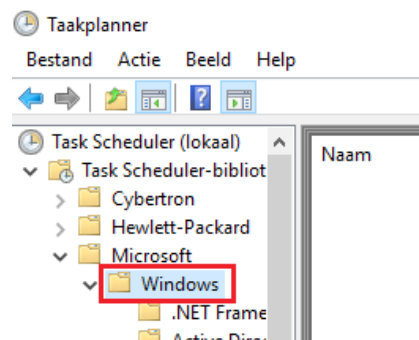 Taakplanner
Bestand Actie Beeld Help
Task Scheduler (lokaal)
Naam
Task Scheduler-bibliot
Cybertron
Hewlett-Packard
Microsoft
Windows
.NET Frame